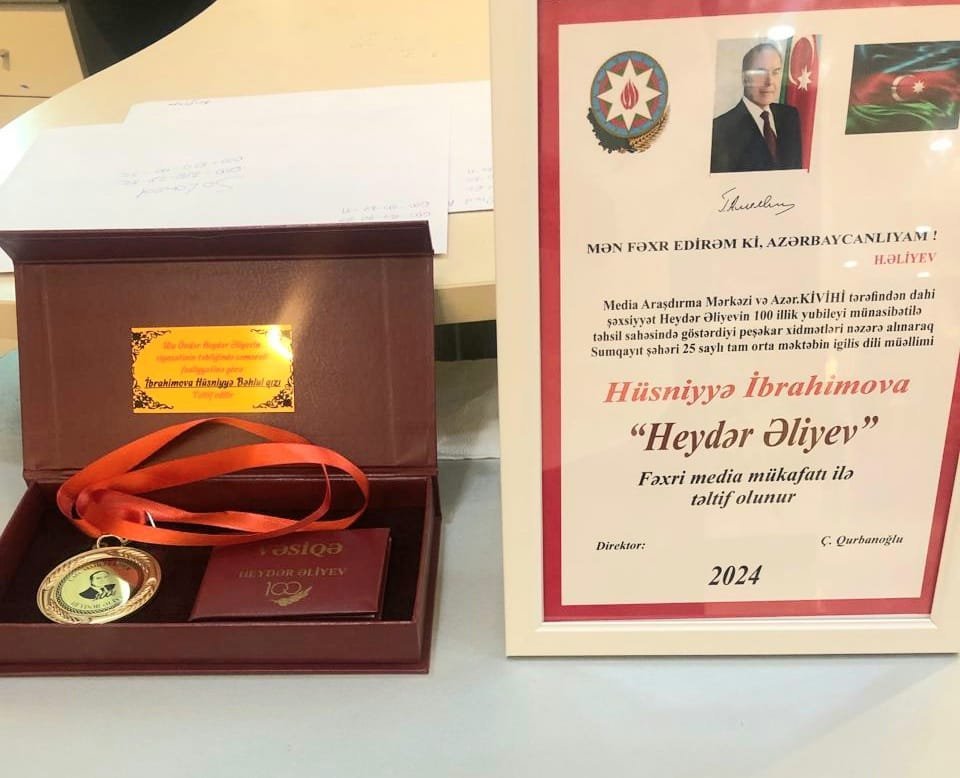 Ulu Öndər Heydər Əliyevin
siyasətinin təbliğində səmərəli
fəaliyyətinə görə
İbrahimova Hüsniyyə Bəhlul qızı
Təltif edilir
VƏSİQƏ
HEYDƏR ƏLİYEV
100
MƏN FƏXR EDİRƏM Kİ, AZƏRBAYCANLIYAM !
H.ƏLİYEV
Media Araşdırma Mərkəzi və Azər.KİVİHİ tərəfindən dahi
şəxsiyyət Heydər Əliyevin 100 illik yubileyi münasibətilə
təhsil sahəsində göstərdiyi peşəkar xidmətləri nəzərə alınaraq
Sumqayıt şəhəri 25 saylı tam orta məktəbin igilis dili müəllimi
Hüsniyyə İbrahimova
“Heydər Əliyev”
Fəxri media mükafatı ilə
təltif olunur
Direktor: Ç. Qurbanoğlu
2024